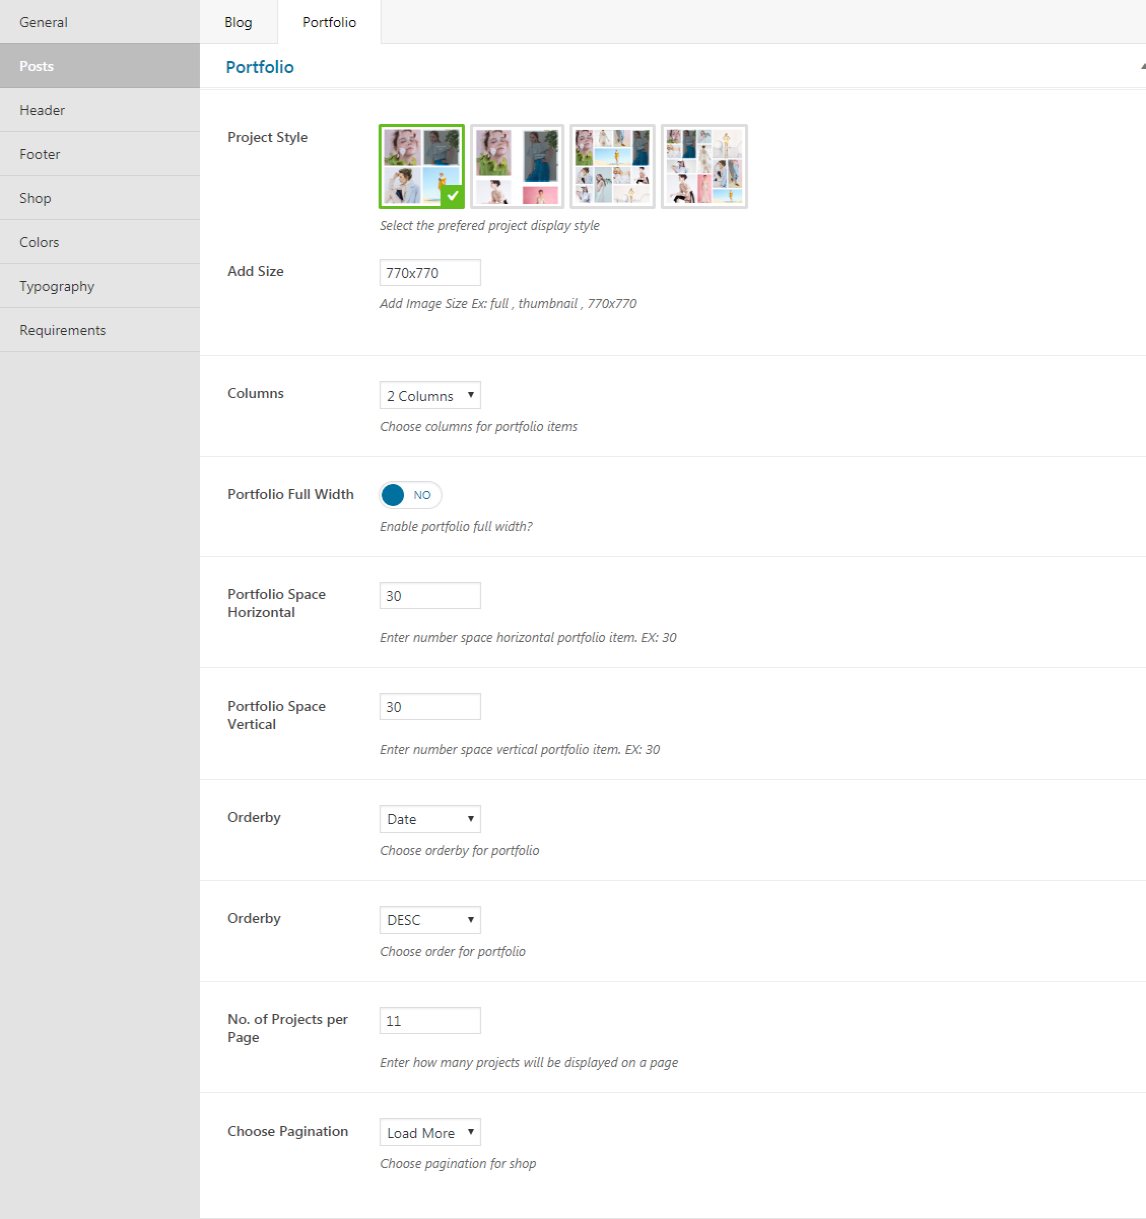 General
Posts
Header
Footer
Shop
Colors
Typography
Requirements
Blog
Portfolio
Portfolio
Project Style
Select the prefered project display style
Add Size
770x770
Add Image Size Ex: full , thumbnail , 770x770
Columns
2 Columns
Choose columns for portfolio items
Portfolio Full Width
NO
Enable portfolio full width?
Portfolio Space
Horizontal
30
Enter number space horizontal portfolio item. EX: 30
Portfolio Space
Vertical
30
Enter number space vertical portfolio item. EX: 30
Orderby
Date
Choose orderby for portfolio
Orderby
DESC
Choose order for portfolio
No. of Projects per
Page
11
Enter how many projects will be displayed on a page
Choose Pagination
Load More
Choose pagination for shop